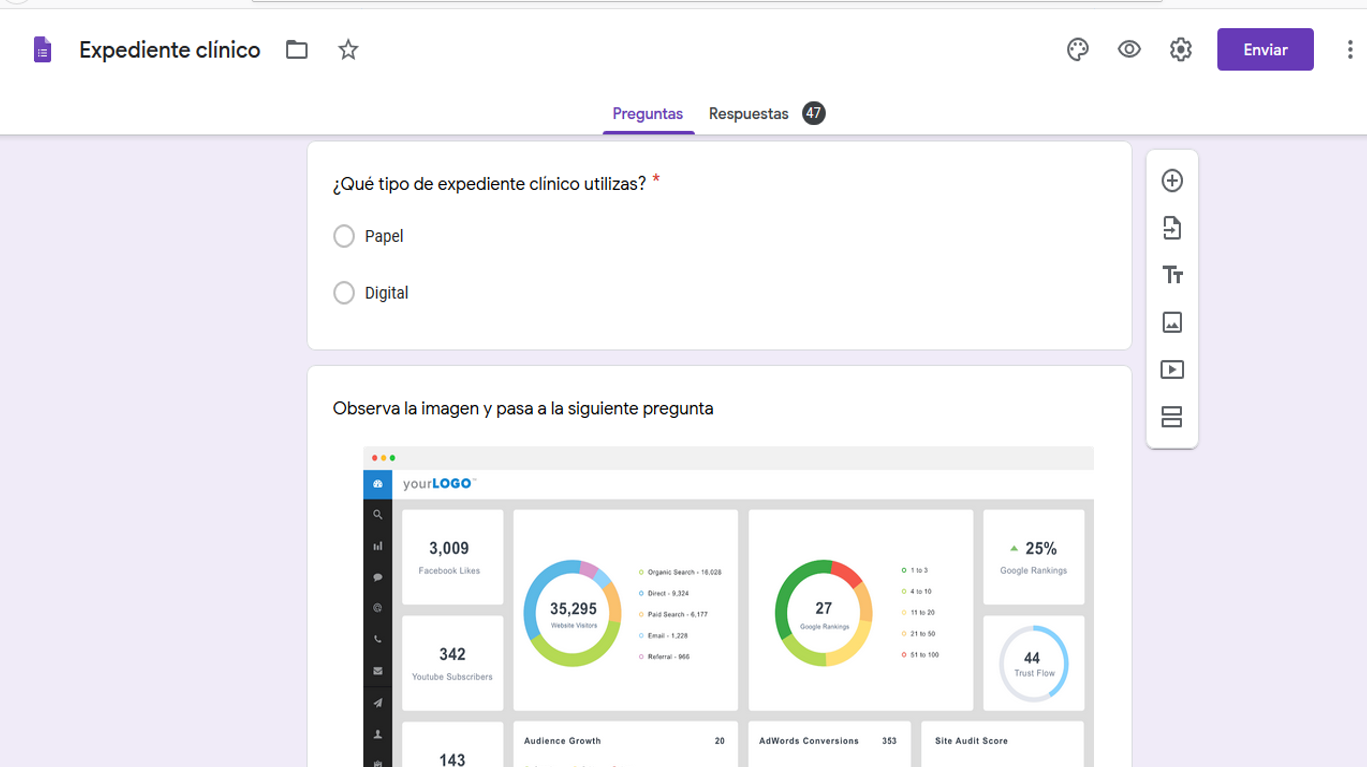 Expediente clínico
Enviar
Preguntas
Respuestas 47
¿Qué tipo de expediente clínico utilizas? *
Papel
Digital
Observa la imagen y pasa a la siguiente pregunta
yourLOGO™
3,009
Facebook Likes
342
Youtube Subscribers
143
35,295
Website Visitors
Organic Search - 16,028
Direct - 9,324
Paid Search - 6,177
Email - 1,228
Referral - 966
27
Google Rankings
1 to 3
4 to 10
11 to 20
21 to 50
51 to 100
25%
Google Rankings
44
Trust Flow
Audience Growth 20
AdWords Conversions 353
Site Audit Score